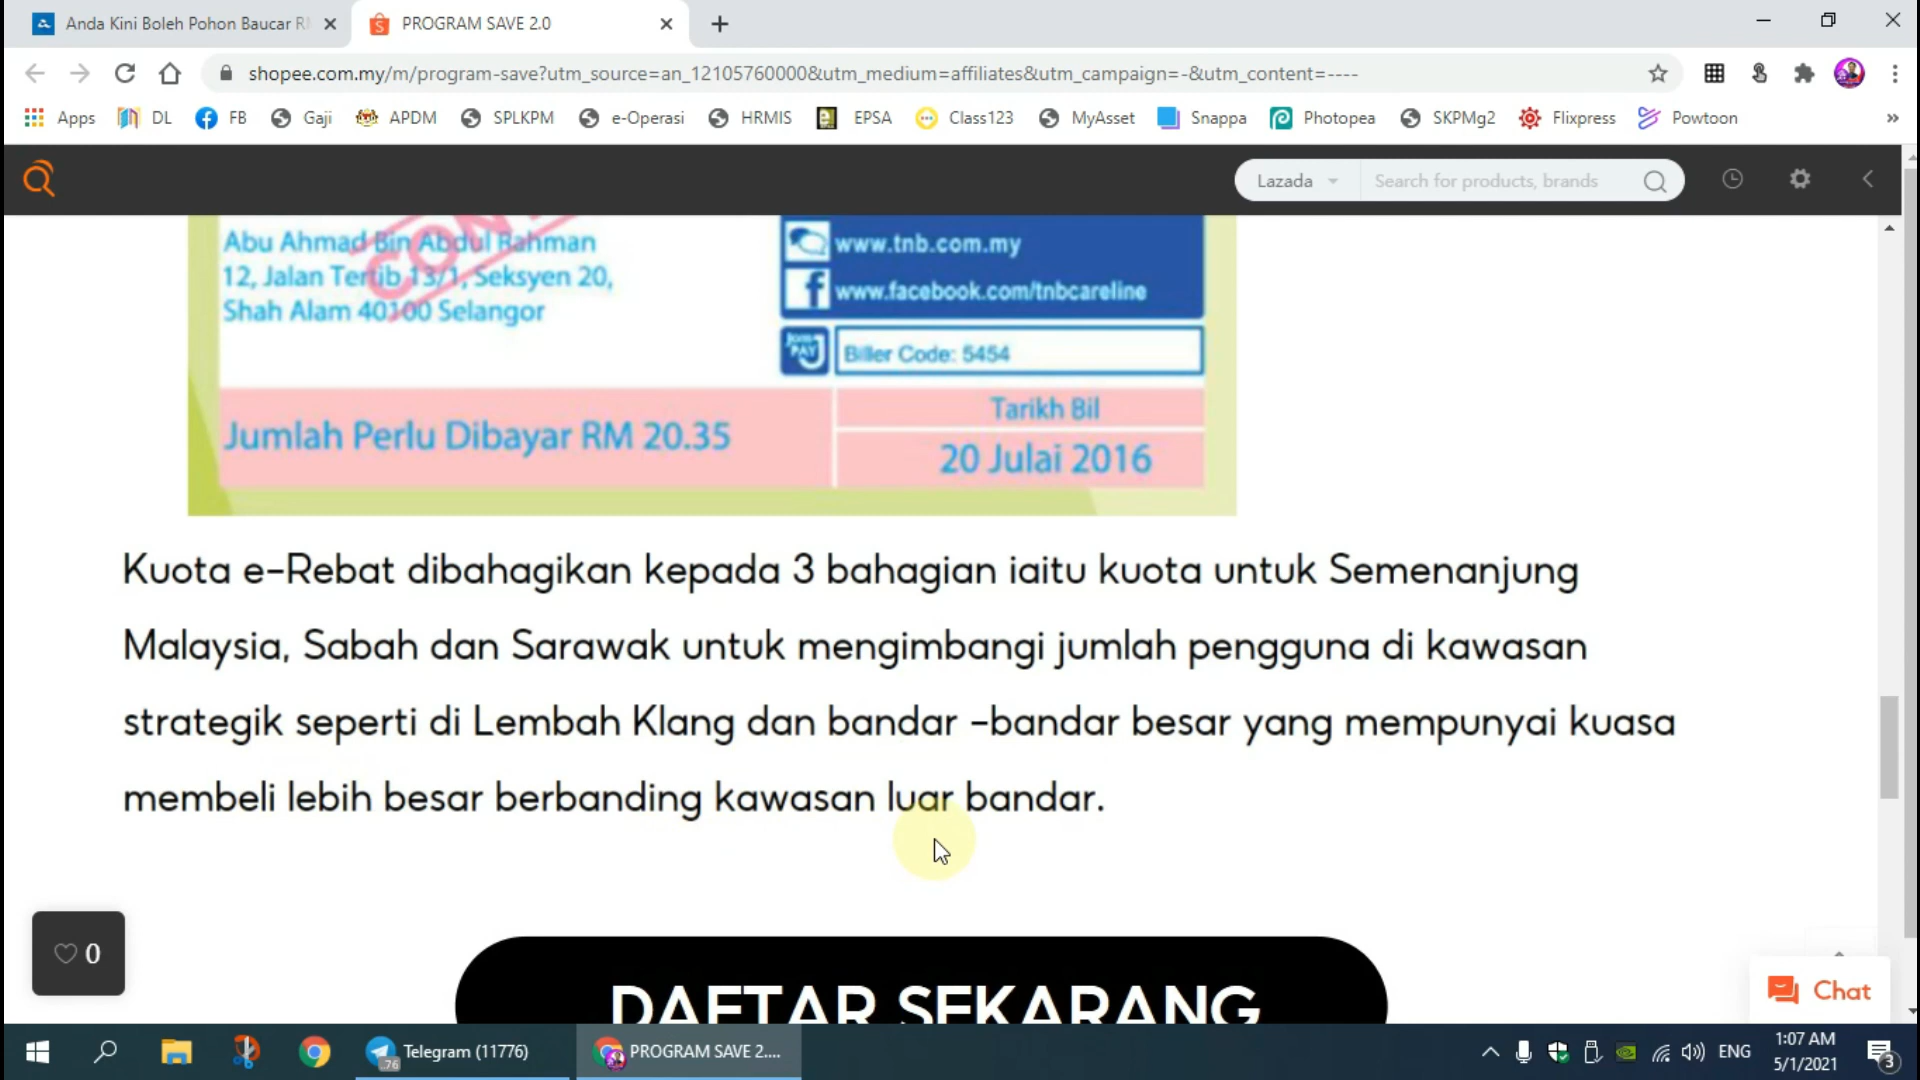 Anda Kini Boleh Pohon Baucar
PROGRAM SAVE 2.0
shopee.com.my/m/program-save?utm_source=an_12105760000&utm_medium=affiliates&utm_campaign=-&utm_content=----
Apps DL FB Gaji APDM SPLKPM e-Operasi HRMIS EPSA Class123 MyAsset Snappa Photopea SKPMg2 Flixpress Powtoon »
Lazada Search for products, brands
Abu Ahmad Bin Abdul Rahman
12, Jalan Tertib 13/1, Seksyen 20,
Shah Alam 40100 Selangor
www.tnb.com.my
www.facebook.com/tnbcareline
JomPAY
Biller Code: 5454
Jumlah Perlu Dibayar RM 20.35
Tarikh Bil
20 Julai 2016
Kuota e-Rebat dibahagikan kepada 3 bahagian iaitu kuota untuk Semenanjung
Malaysia, Sabah dan Sarawak untuk mengimbangi jumlah pengguna di kawasan
strategik seperti di Lembah Klang dan bandar -bandar besar yang mempunyai kuasa
membeli lebih besar berbanding kawasan luar bandar.
0
DAFTAR SEKARANG
Chat
Telegram (11776)
76
PROGRAM SAVE 2....
ENG
1:07 AM
5/1/2021
3